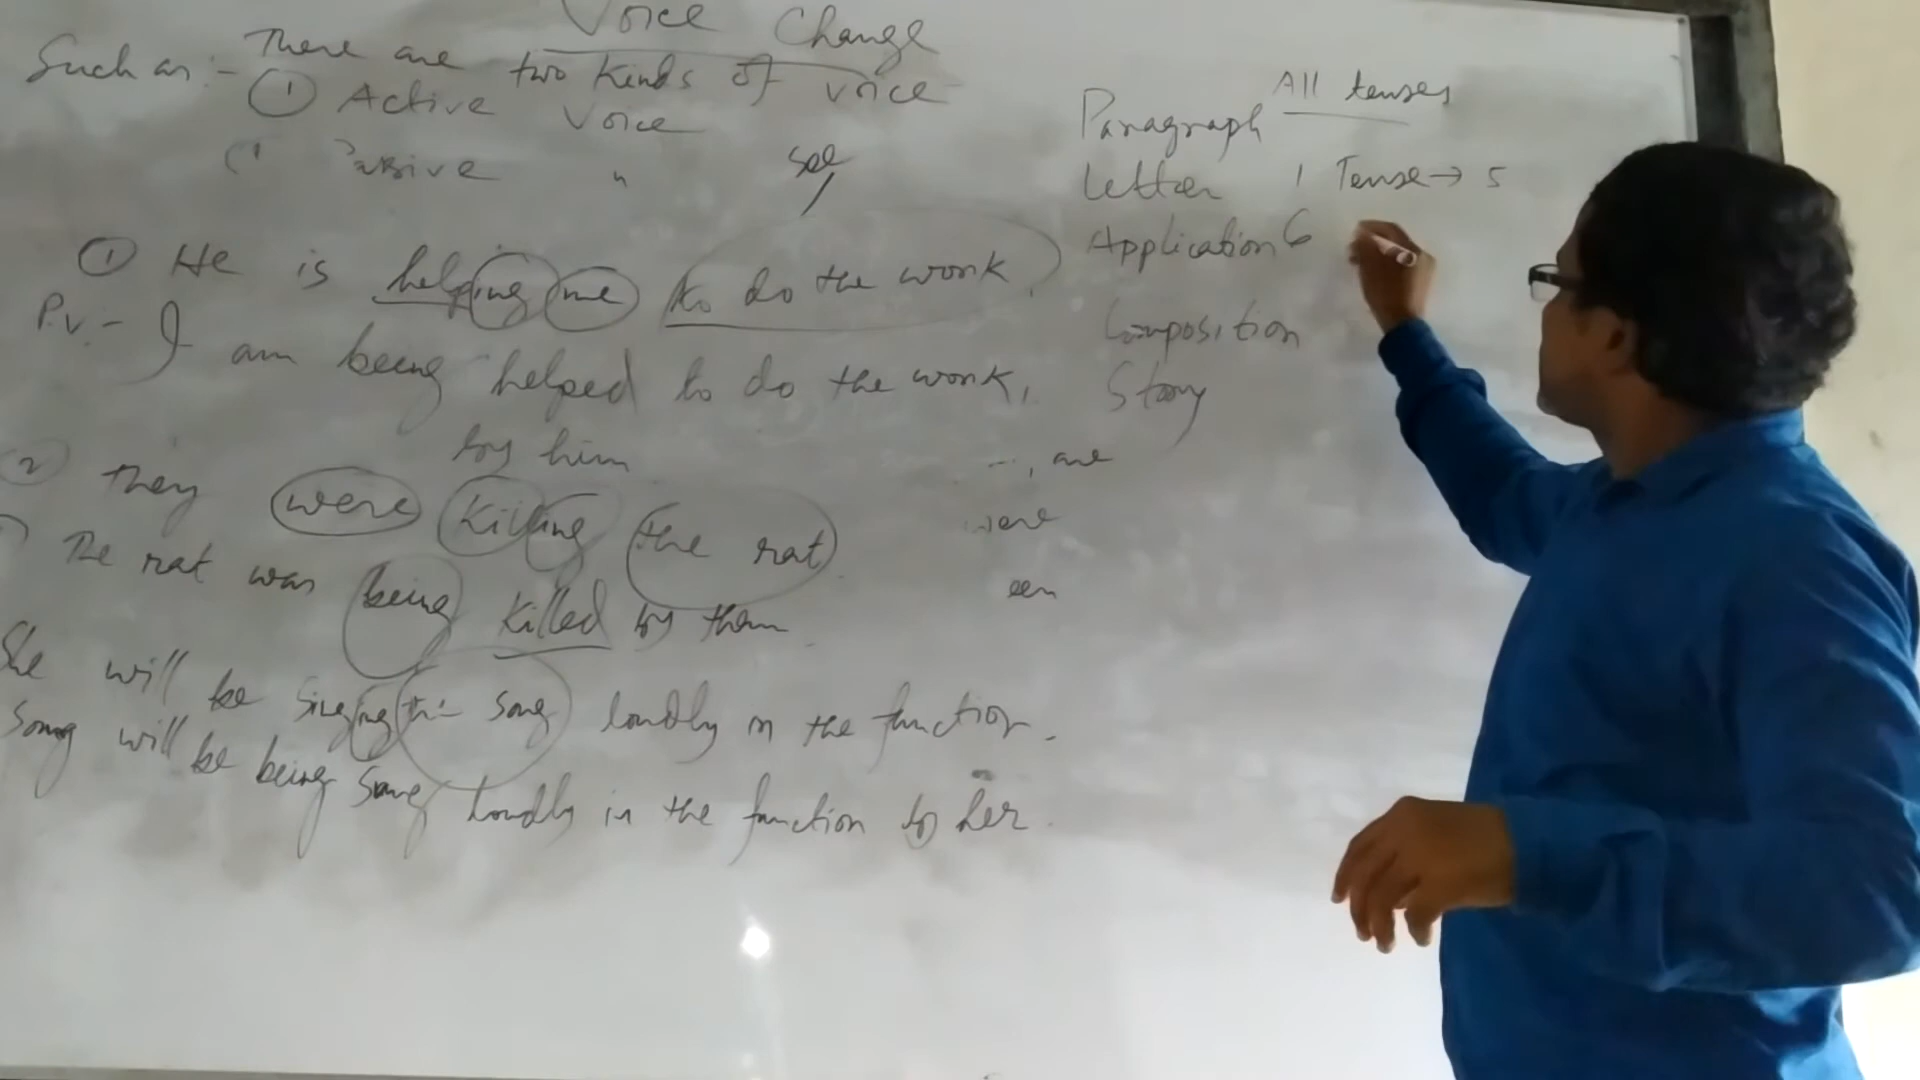 Voice Change
There are two kinds of voice
Such as :-
① Active Voice
Passive "
① He is helping me to do the work.
P.V. - I am being helped to do the work,
by him
2 They were killing the rat.
The rat was being killed by them.
She will be singing the song loudly in the function.
Song will be being sung loudly in the function by her.
are
were
All tenses
Paragraph
Letter
1 Tense → 5
Application
6
Composition
Story